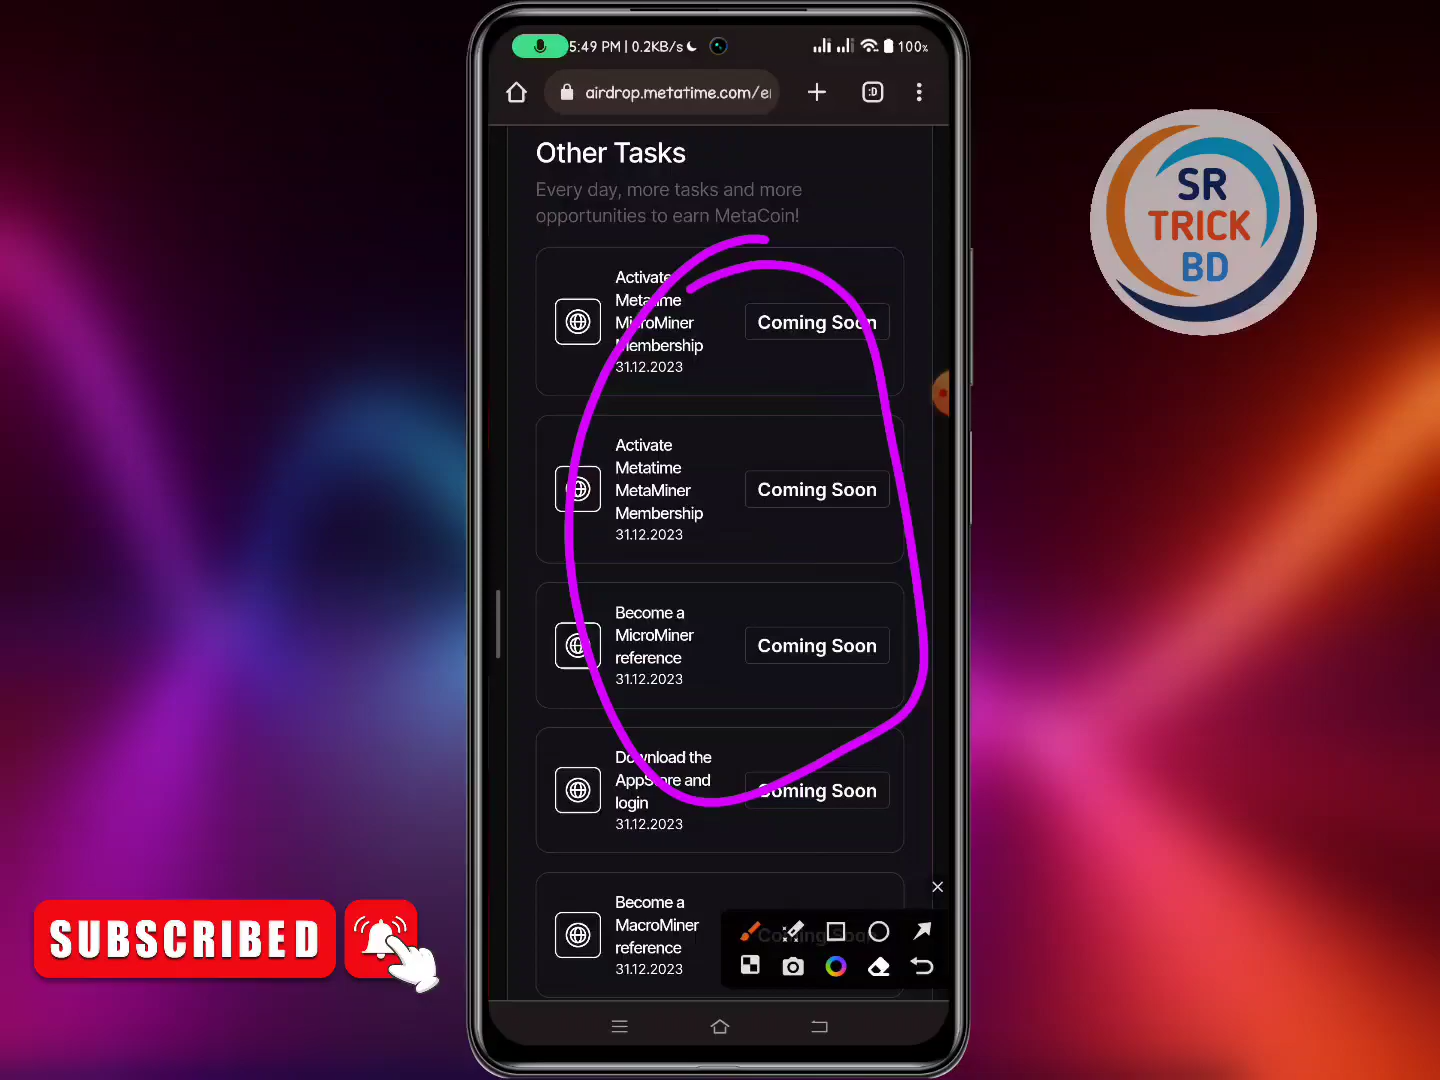 5:49 PM | 0.2KB/s
100%
airdrop.metatime.com/e
:D
Other Tasks
Every day, more tasks and more
opportunities to earn MetaCoin!
Activate
Metatime
MicroMiner
Membership
31.12.2023
Coming Soon
Activate
Metatime
MetaMiner
Membership
31.12.2023
Coming Soon
Become a
MicroMiner
reference
31.12.2023
Coming Soon
Download the
AppStore and
login
31.12.2023
Coming Soon
Become a
MacroMiner
reference
31.12.2023
Coming Soon
SR
TRICK
BD
SUBSCRIBED